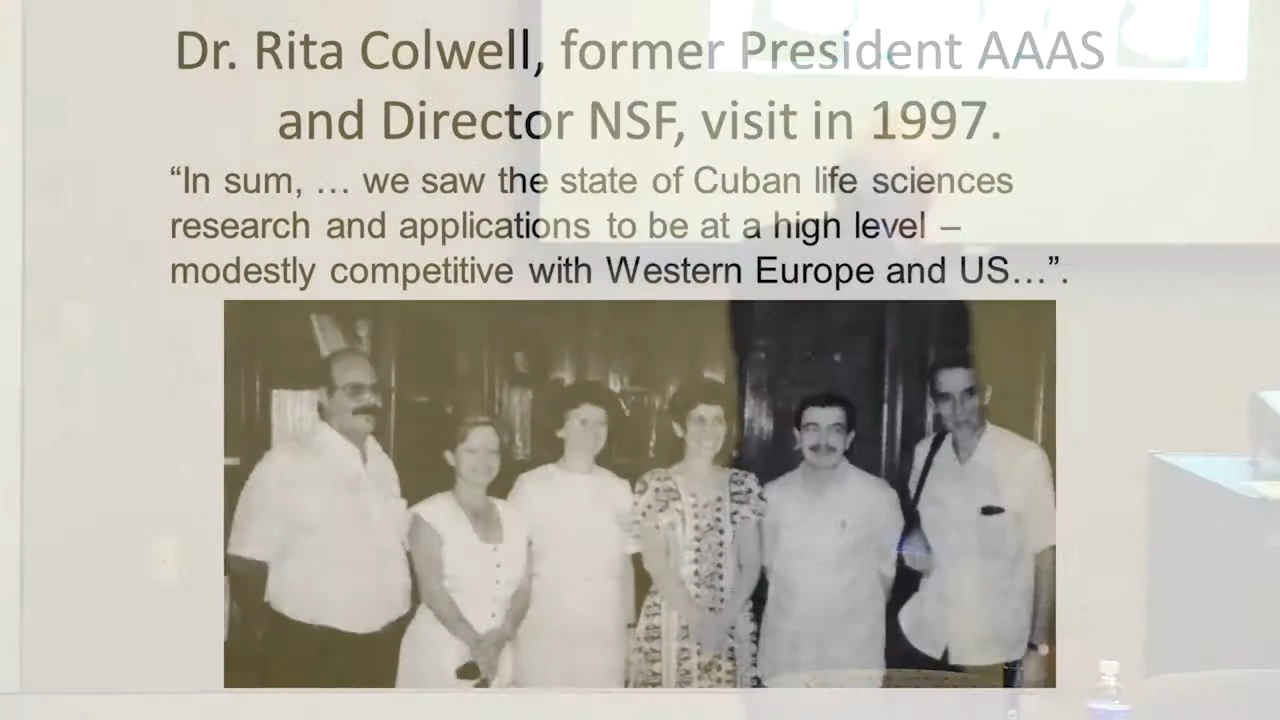 Dr. Rita Colwell, former President AAAS
and Director NSF, visit in 1997.
“In sum, … we saw the state of Cuban life sciences
research and applications to be at a high level –
modestly competitive with Western Europe and US…”.